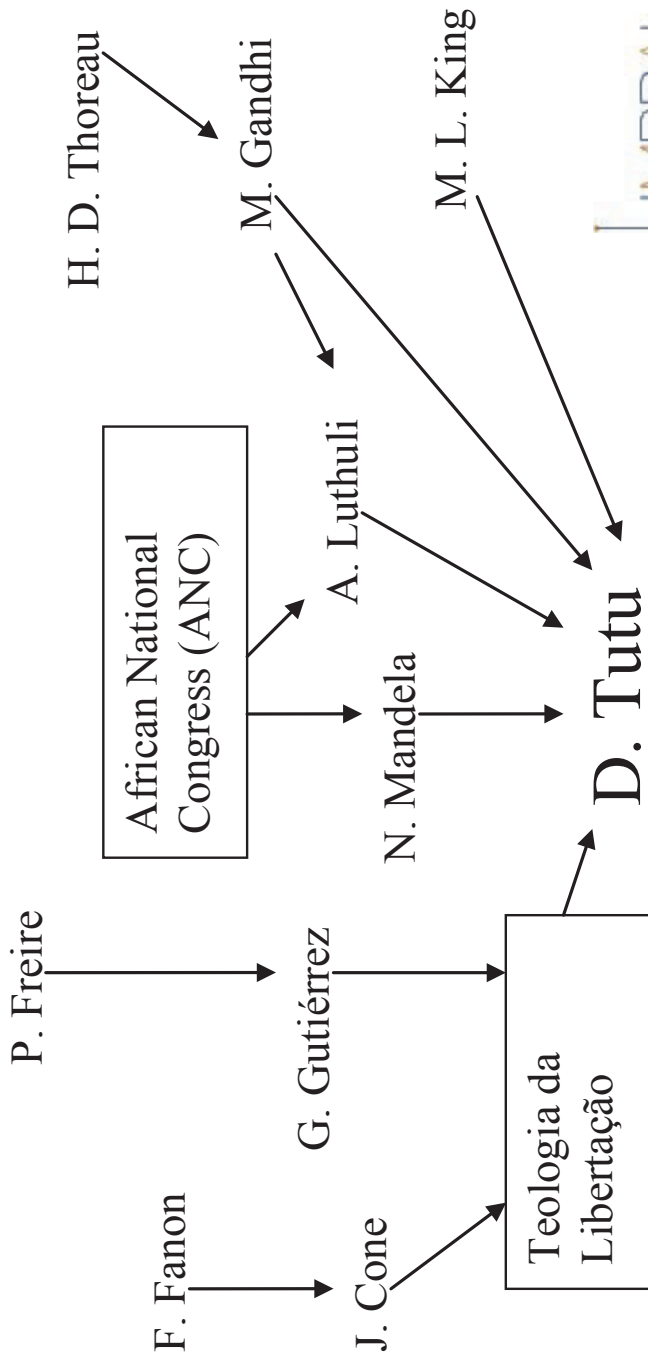 P. Freire
H. D. Thoreau
African National
Congress (ANC)
F. Fanon
M. Gandhi
G. Gutiérrez
A. Luthuli
J. Cone
N. Mandela
M. L. King
Teologia da
Libertação
D. Tutu